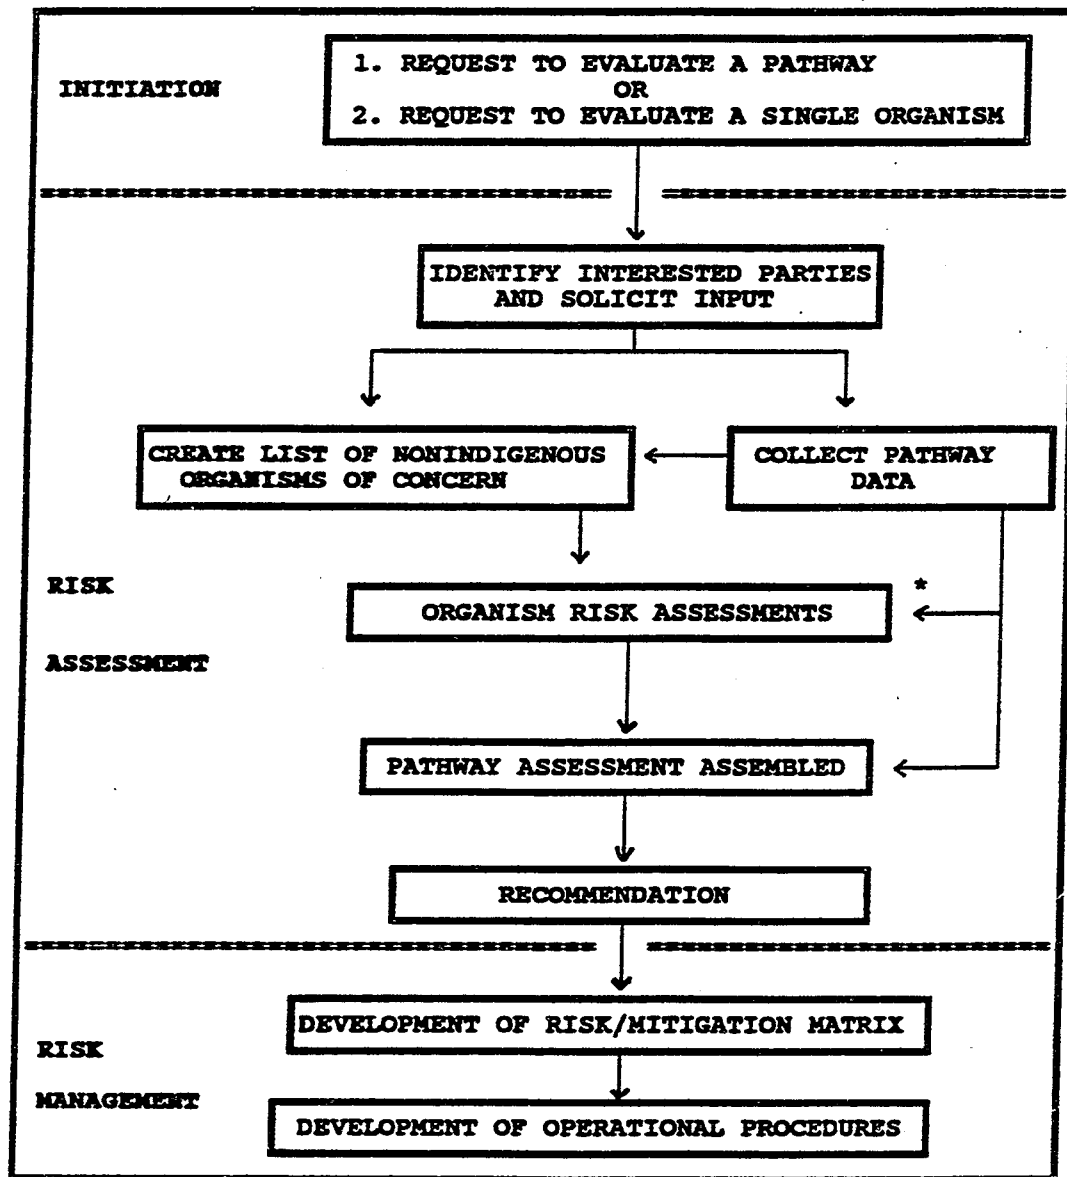 INITIATION
1. REQUEST TO EVALUATE A PATHWAY
OR
2. REQUEST TO EVALUATE A SINGLE ORGANISM
IDENTIFY INTERESTED PARTIES
AND SOLICIT INPUT
CREATE LIST OF NONINDIGENOUS
ORGANISMS OF CONCERN
COLLECT PATHWAY
DATA
RISK
ASSESSMENT
*
ORGANISM RISK ASSESSMENTS
PATHWAY ASSESSMENT ASSEMBLED
RECOMMENDATION
RISK
MANAGEMENT
DEVELOPMENT OF RISK/MITIGATION MATRIX
DEVELOPMENT OF OPERATIONAL PROCEDURES